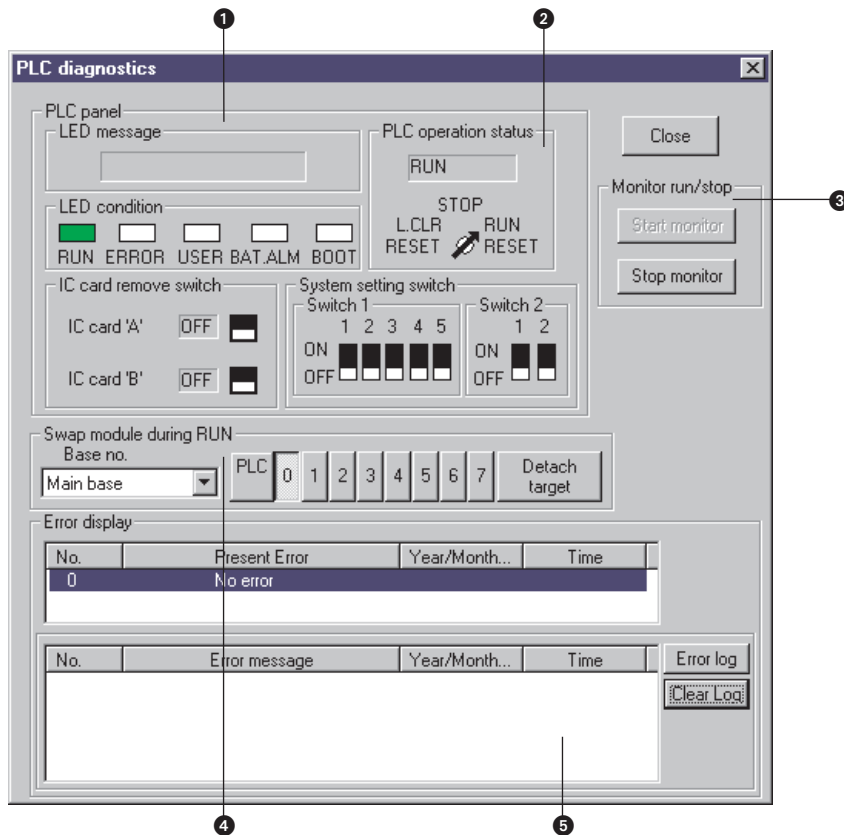 1 2
PLC diagnostics
PLC panel
LED message
PLC operation status
RUN
Close
Monitor run/stop
3
Start monitor
Stop monitor
LED condition
RUN ERROR USER BAT.ALM BOOT
STOP
L.CLR RUN
RESET RESET
IC card remove switch
IC card 'A' OFF
IC card 'B' OFF
System setting switch
Switch 1
1 2 3 4 5
ON
OFF
Switch 2
1 2
ON
OFF
Swap module during RUN
Base no.
Main base
PLC 0 1 2 3 4 5 6 7
Detach
target
Error display
No. Present Error Year/Month... Time
0 No error
No. Error message Year/Month... Time
Error log
Clear Log
4 5